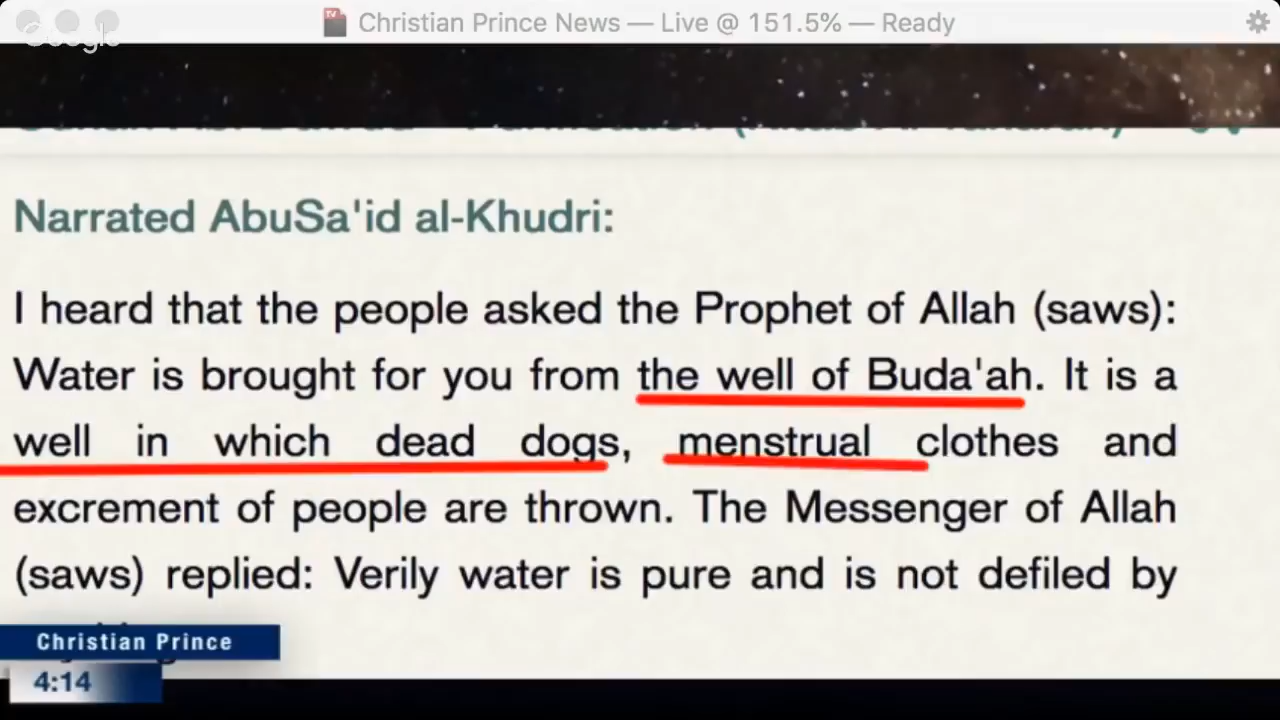 Christian Prince News — Live @ 151.5% — Ready
Google
Narrated AbuSa'id al-Khudri:
I heard that the people asked the Prophet of Allah (saws):
Water is brought for you from the well of Buda'ah. It is a
well in which dead dogs, menstrual clothes and
excrement of people are thrown. The Messenger of Allah
(saws) replied: Verily water is pure and is not defiled by
Christian Prince
4:14